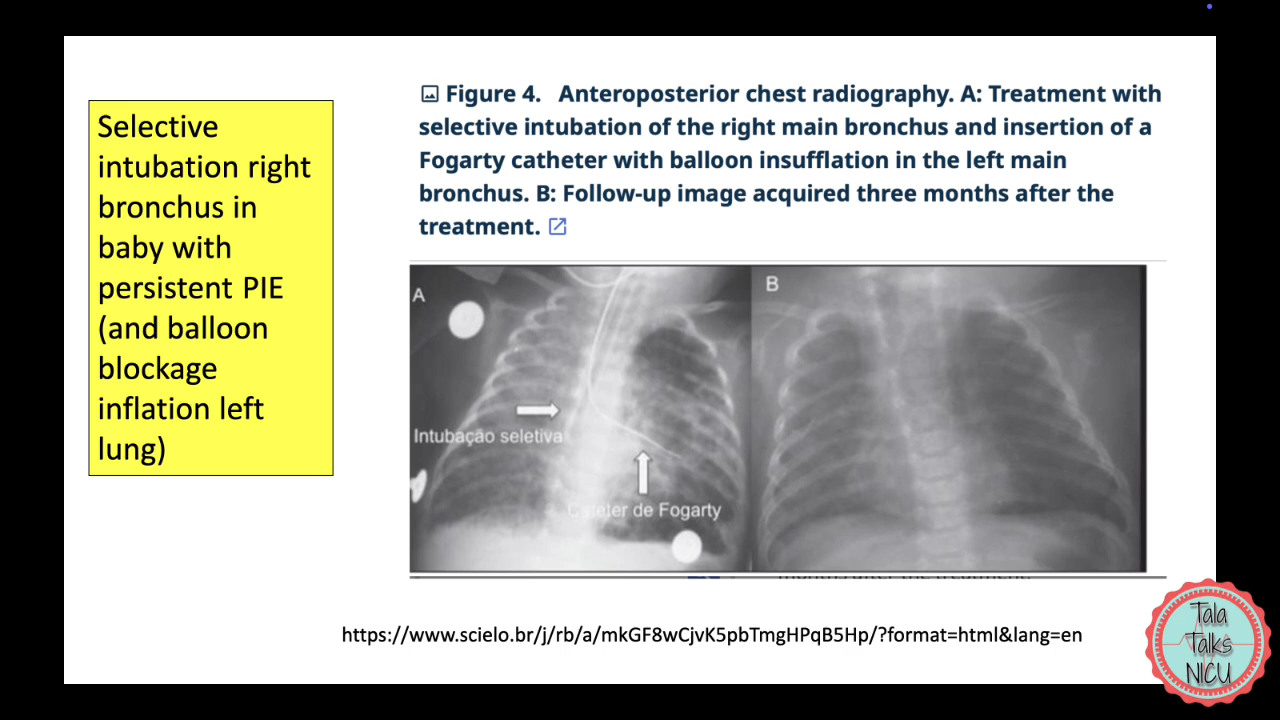 Selective
intubation right
bronchus in
baby with
persistent PIE
(and balloon
blockage
inflation left
lung)
Figure 4. Anteroposterior chest radiography. A: Treatment with
selective intubation of the right main bronchus and insertion of a
Fogarty catheter with balloon insufflation in the left main
bronchus. B: Follow-up image acquired three months after the
treatment.
A
B
Intubação seletiva
Cateter de Fogarty
https://www.scielo.br/j/rb/a/mkGF8wCjvK5pbTmgHPqB5Hp/?format=html&lang=en
Tala
Talks
NICU